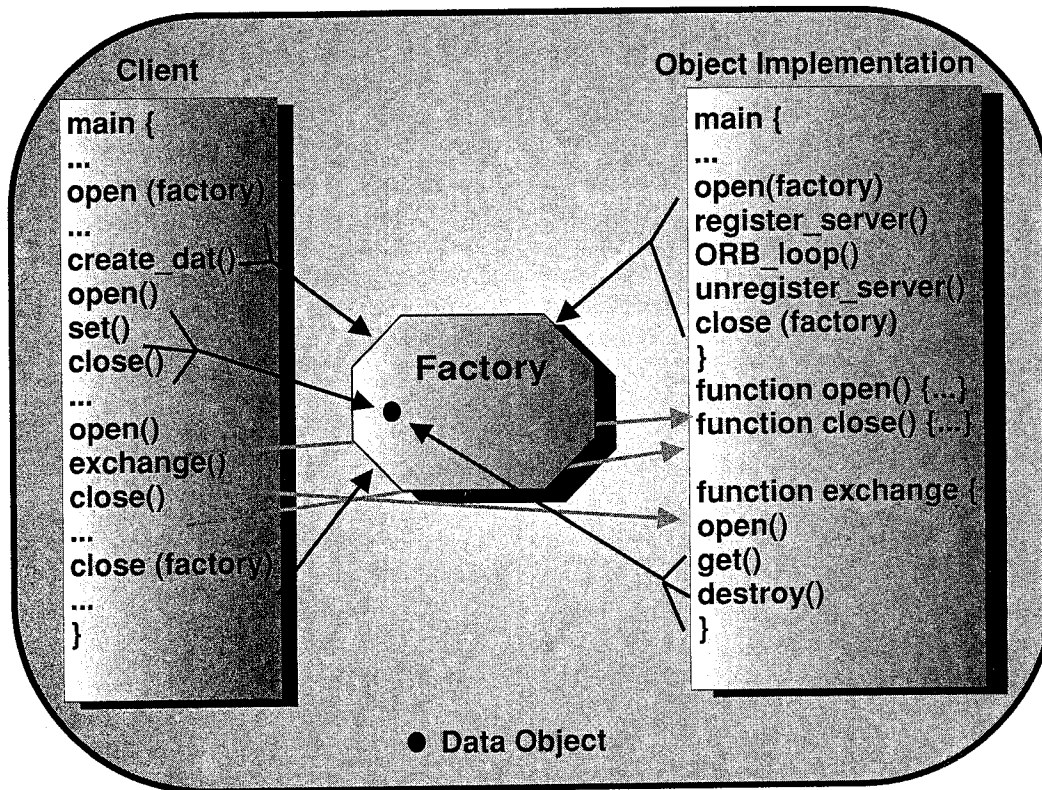 Client
main {
...
open (factory)
...
create_dat()
open()
set()
close()
...
open()
exchange()
close()
...
close (factory)
...
}
Factory
Object Implementation
main {
...
open(factory)
register_server()
ORB_loop()
unregister_server()
close (factory)
}
function open() {...}
function close() {...}
function exchange {
open()
get()
destroy()
}
Data Object